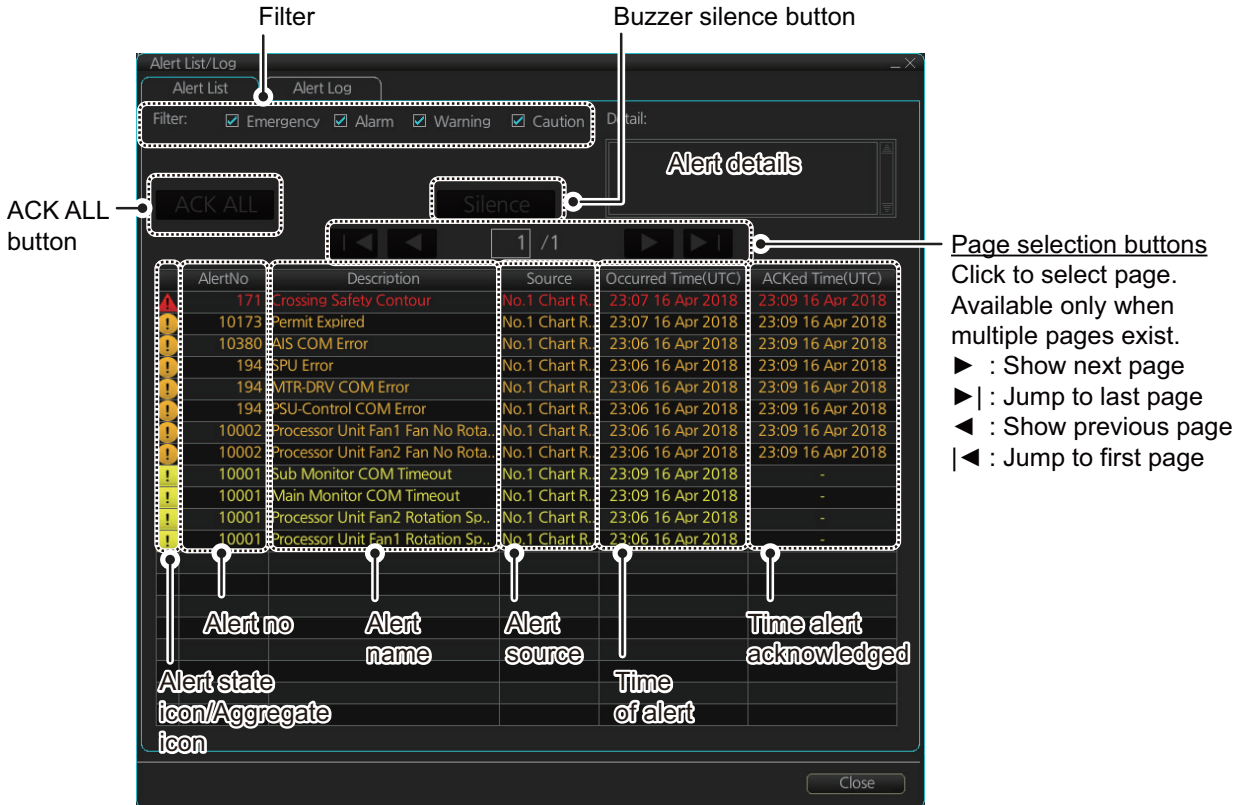 Filter
Buzzer silence button
Alert List/Log
Alert List
Alert Log
Filter:
Emergency
Alarm
Warning
Caution
Detail:
Alert details
ACK ALL
button
ACK ALL
Silence
1 /1
Page selection buttons
Click to select page.
Available only when
multiple pages exist.
► : Show next page
►| : Jump to last page
◄ : Show previous page
|◄ : Jump to first page
AlertNo Description Source Occurred Time(UTC) ACKed Time(UTC)
171 Crossing Safety Contour No.1 Chart R.. 23:07 16 Apr 2018 23:09 16 Apr 2018
10173 Permit Expired No.1 Chart R.. 23:07 16 Apr 2018 23:09 16 Apr 2018
10380 AIS COM Error No.1 Chart R.. 23:06 16 Apr 2018 23:09 16 Apr 2018
194 SPU Error No.1 Chart R.. 23:06 16 Apr 2018 23:09 16 Apr 2018
194 MTR-DRV COM Error No.1 Chart R.. 23:06 16 Apr 2018 23:09 16 Apr 2018
194 PSU-Control COM Error No.1 Chart R.. 23:06 16 Apr 2018 23:09 16 Apr 2018
10002 Processor Unit Fan1 Fan No Rota.. No.1 Chart R.. 23:06 16 Apr 2018 23:09 16 Apr 2018
10002 Processor Unit Fan2 Fan No Rota.. No.1 Chart R.. 23:06 16 Apr 2018 23:09 16 Apr 2018
10001 Sub Monitor COM Timeout No.1 Chart R.. 23:09 16 Apr 2018 -
10001 Main Monitor COM Timeout No.1 Chart R.. 23:09 16 Apr 2018 -
10001 Processor Unit Fan2 Rotation Sp.. No.1 Chart R.. 23:06 16 Apr 2018 -
10001 Processor Unit Fan1 Rotation Sp.. No.1 Chart R.. 23:06 16 Apr 2018 -
Alert no
Alert
name
Alert
source
Time alert
acknowledged
Alert state
icon/Aggregate
icon
Time
of alert
Close